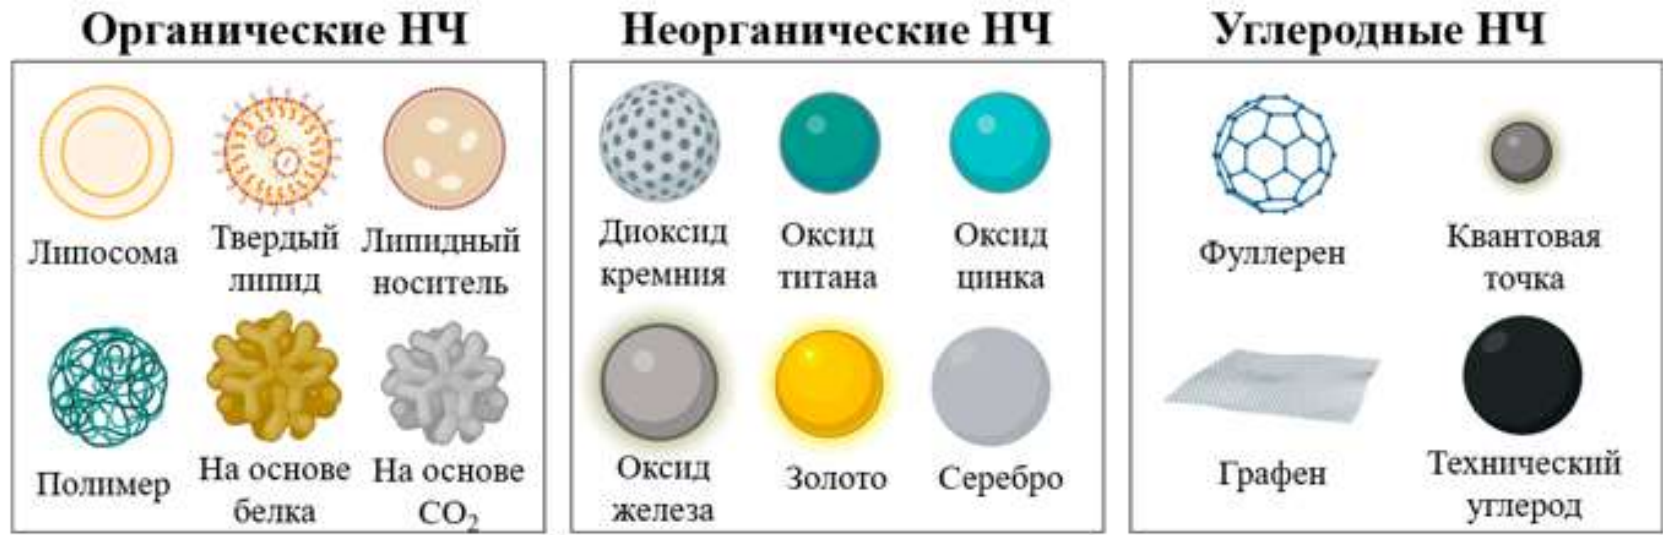 Органические НЧ
Липосома
Твердый
липид
Липидный
носитель
Полимер
На основе
белка
На основе
CO₂
Неорганические НЧ
Диоксид
кремния
Оксид
титана
Оксид
цинка
Оксид
железа
Золото
Серебро
Углеродные НЧ
Фуллерен
Квантовая
точка
Графен
Технический
углерод